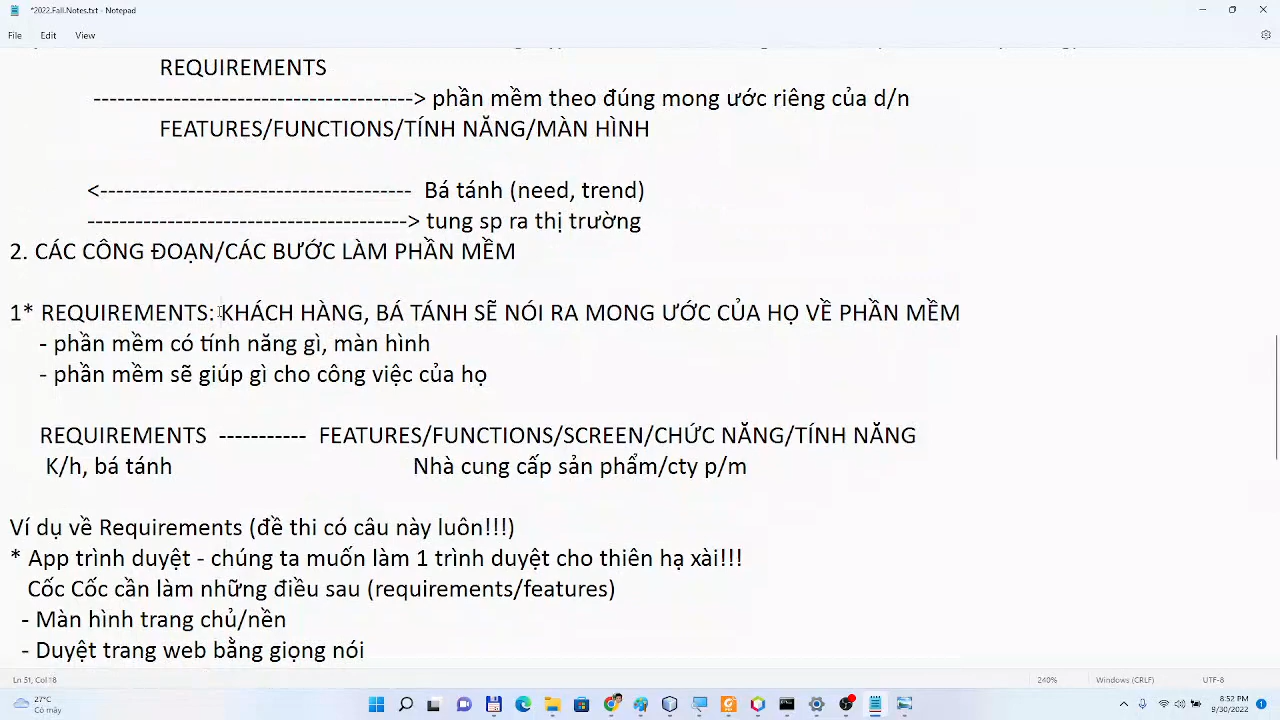 *2022.Fall.Notes.txt - Notepad
File Edit View
REQUIREMENTS
----------------------------------------> phần mềm theo đúng mong ước riêng của d/n
FEATURES/FUNCTIONS/TÍNH NĂNG/MÀN HÌNH
<--------------------------------------- Bá tánh (need, trend)
----------------------------------------> tung sp ra thị trường
2. CÁC CÔNG ĐOẠN/CÁC BƯỚC LÀM PHẦN MỀM
1* REQUIREMENTS: KHÁCH HÀNG, BÁ TÁNH SẼ NÓI RA MONG ƯỚC CỦA HỌ VỀ PHẦN MỀM
- phần mềm có tính năng gì, màn hình
- phần mềm sẽ giúp gì cho công việc của họ
REQUIREMENTS ----------- FEATURES/FUNCTIONS/SCREEN/CHỨC NĂNG/TÍNH NĂNG
K/h, bá tánh Nhà cung cấp sản phẩm/cty p/m
Ví dụ về Requirements (đề thi có câu này luôn!!!)
* App trình duyệt - chúng ta muốn làm 1 trình duyệt cho thiên hạ xài!!!
Cốc Cốc cần làm những điều sau (requirements/features)
- Màn hình trang chủ/nền
- Duyệt trang web bằng giọng nói
Ln 51, Col 18 240% Windows (CRLF) UTF-8
27°C
Có mây
8:52 PM
9/30/2022